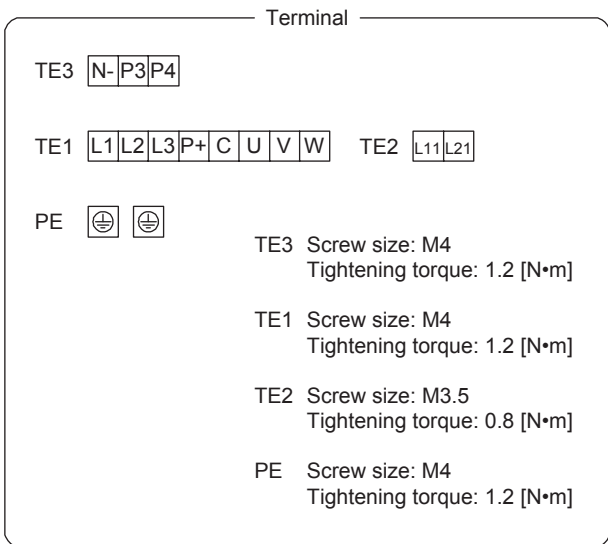 Terminal
TE3 N- P3 P4
TE1 L1 L2 L3 P+ C U V W TE2 L11 L21
PE
TE3 Screw size: M4
Tightening torque: 1.2 [N•m]
TE1 Screw size: M4
Tightening torque: 1.2 [N•m]
TE2 Screw size: M3.5
Tightening torque: 0.8 [N•m]
PE Screw size: M4
Tightening torque: 1.2 [N•m]